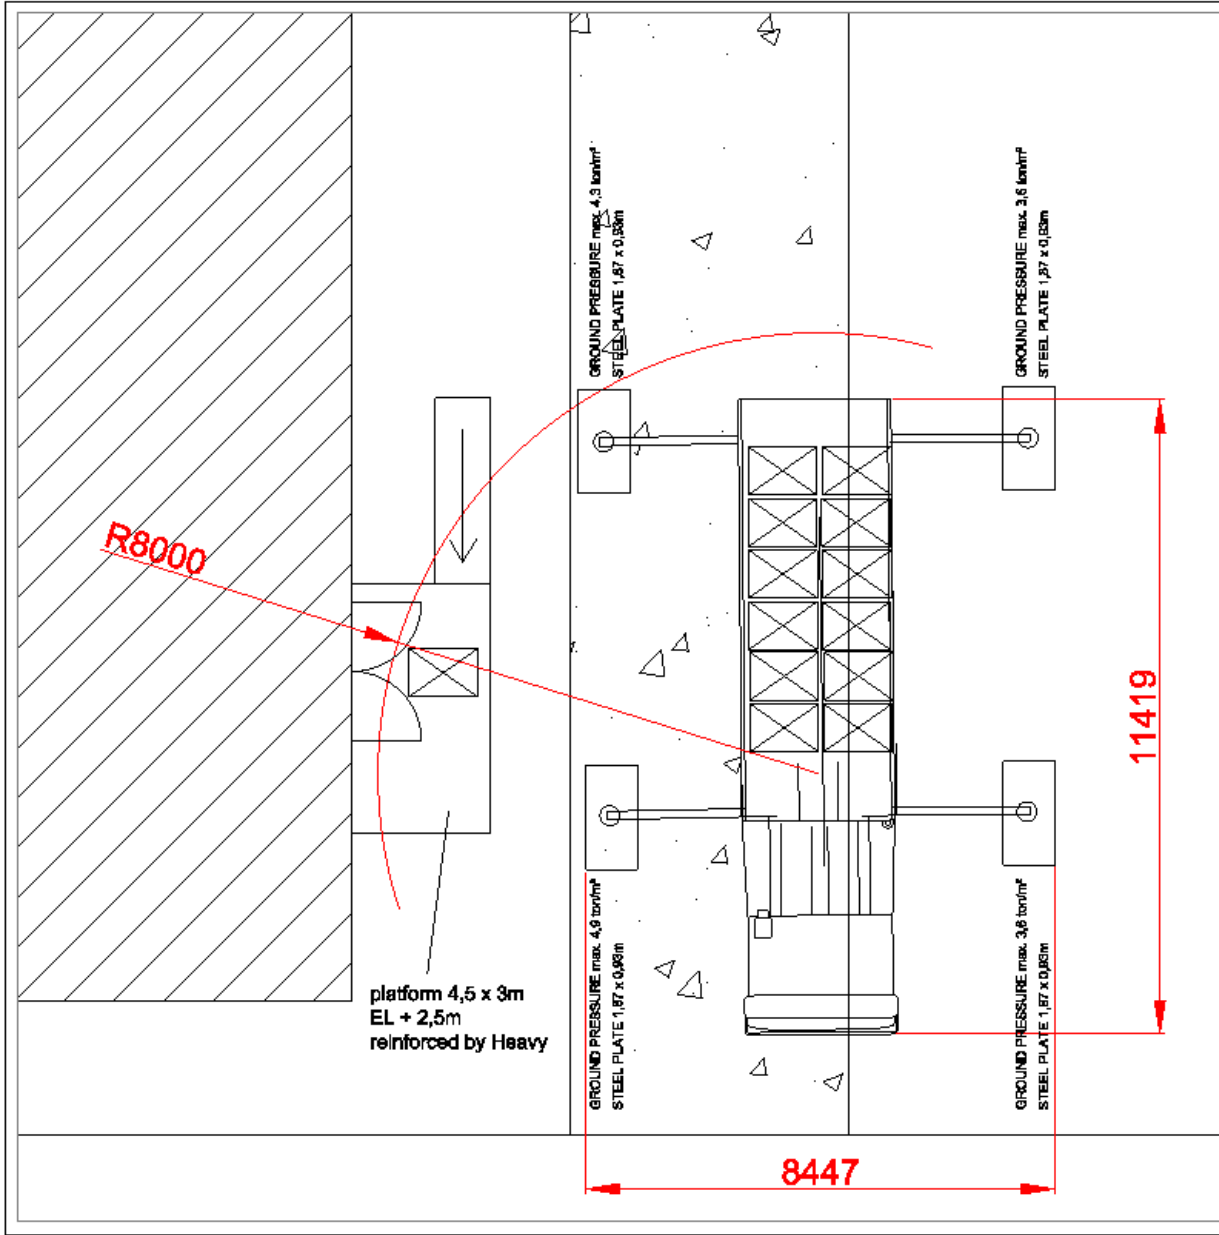 GROUND PRESSURE max. 4,3 ton/m²
STEEL PLATE 1,87 x 0,93m
GROUND PRESSURE max. 3,6 ton/m²
STEEL PLATE 1,87 x 0,93m
R8000
11419
GROUND PRESSURE max. 4,9 ton/m²
STEEL PLATE 1,87 x 0,93m
GROUND PRESSURE max. 3,6 ton/m²
STEEL PLATE 1,87 x 0,93m
platform 4,5 x 3m
EL + 2,5m
reinforced by Heavy
8447